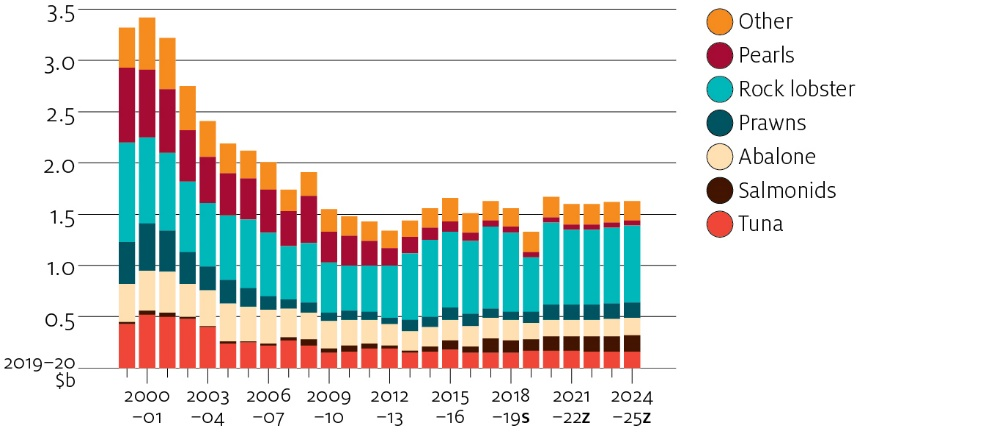 3.5
3.0
2.5
2.0
1.5
1.0
0.5
2019–20
$b
2000 2003 2006 2009 2012 2015 2018 2021 2024
–01 –04 –07 –10 –13 –16 –19s –22z –25z
Other
Pearls
Rock lobster
Prawns
Abalone
Salmonids
Tuna